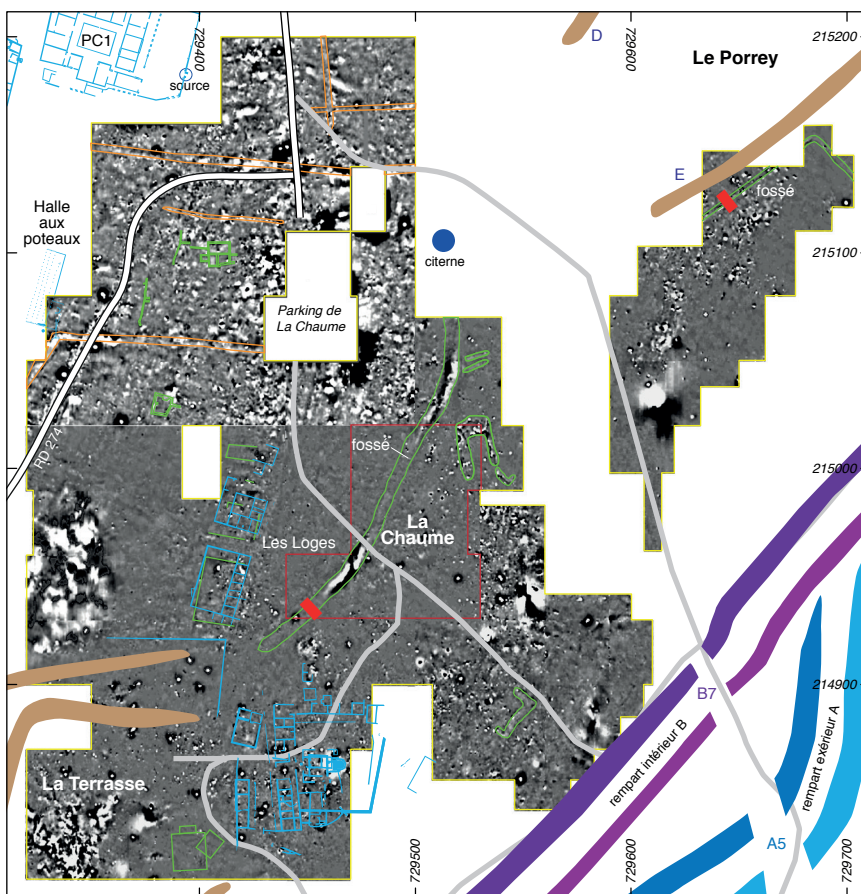 PC1
source
729400
729600
D
Le Porrey
215200
E
fossé
Halle
aux
poteaux
citerne
215100
Parking de
La Chaume
RD 274
fossé
215000
La
Chaume
Les Loges
B7
214900
rempart intérieur B
rempart exérieur A
La Terrasse
A5
729500
729600
729700